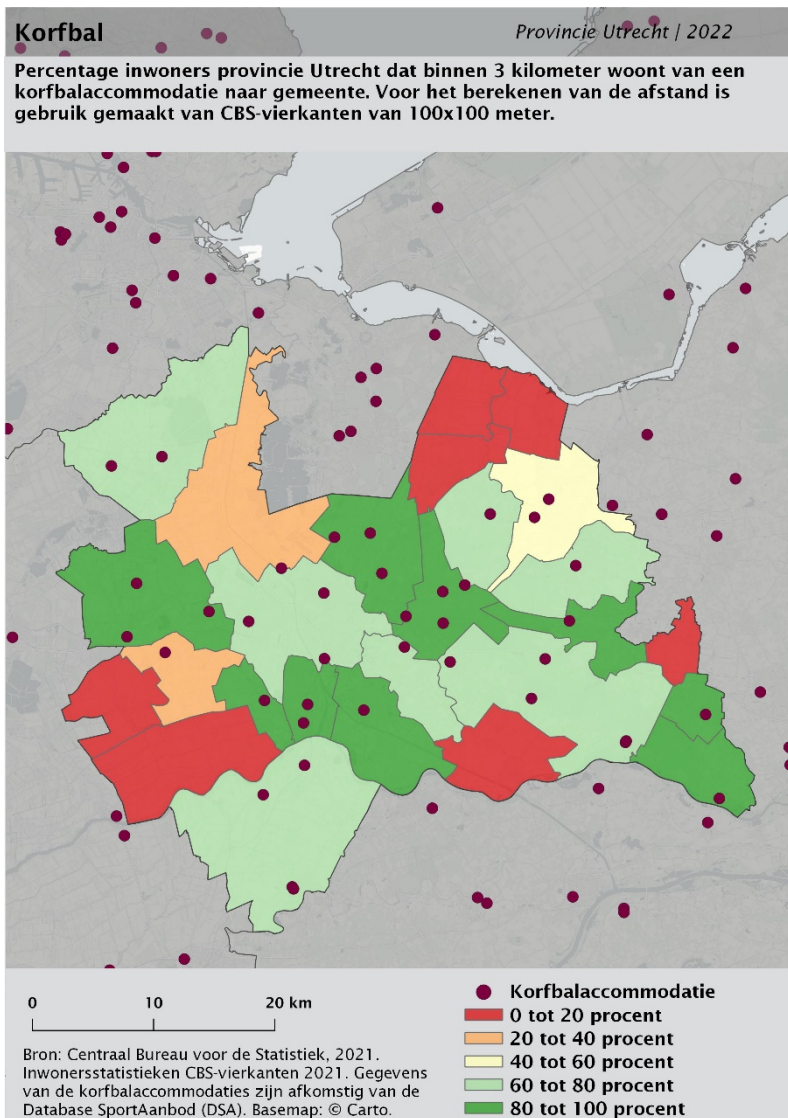 Korfbal
Provincie Utrecht | 2022
Percentage inwoners provincie Utrecht dat binnen 3 kilometer woont van een
korfbalaccommodatie naar gemeente. Voor het berekenen van de afstand is
gebruik gemaakt van CBS-vierkanten van 100x100 meter.
0 10 20 km
Bron: Centraal Bureau voor de Statistiek, 2021.
Inwonersstatistieken CBS-vierkanten 2021. Gegevens
van de korfbalaccommodaties zijn afkomstig van de
Database SportAanbod (DSA). Basemap: © Carto.
Korfbalaccommodatie
0 tot 20 procent
20 tot 40 procent
40 tot 60 procent
60 tot 80 procent
80 tot 100 procent